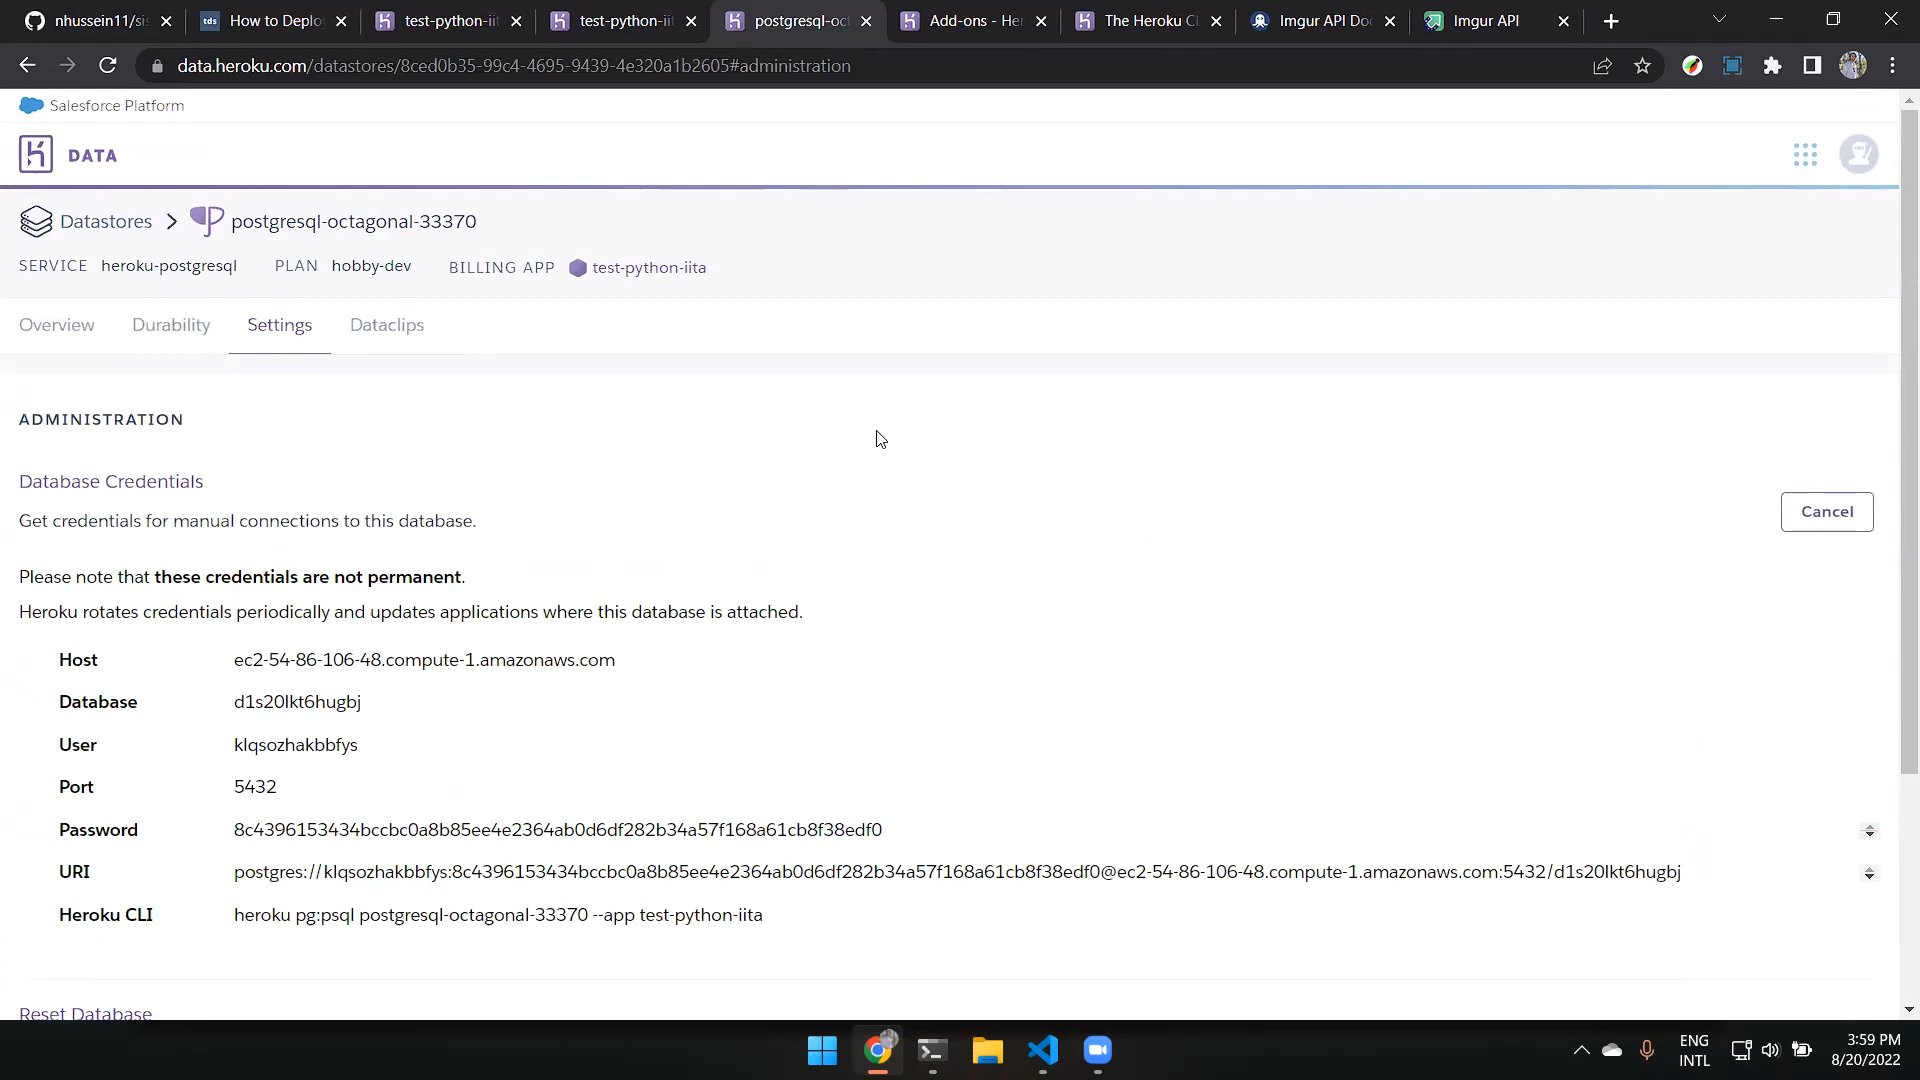 nhussein11/sis
How to Deplo
test-python-iit
test-python-ii
postgresql-oc
Add-ons - He
The Heroku C
Imgur API Do
Imgur API
data.heroku.com/datastores/8ced0b35-99c4-4695-9439-4e320a1b2605#administration
Salesforce Platform
DATA
Datastores > postgresql-octagonal-33370
SERVICE heroku-postgresql PLAN hobby-dev BILLING APP test-python-iita
Overview Durability Settings Dataclips
ADMINISTRATION
Database Credentials
Get credentials for manual connections to this database.
Cancel
Please note that these credentials are not permanent.
Heroku rotates credentials periodically and updates applications where this database is attached.
Host ec2-54-86-106-48.compute-1.amazonaws.com
Database d1s20lkt6hugbj
User klqsozhakbbfys
Port 5432
Password 8c4396153434bccbc0a8b85ee4e2364ab0d6df282b34a57f168a61cb8f38edf0
URI postgres://klqsozhakbbfys:8c4396153434bccbc0a8b85ee4e2364ab0d6df282b34a57f168a61cb8f38edf0@ec2-54-86-106-48.compute-1.amazonaws.com:5432/d1s20lkt6hugbj
Heroku CLI heroku pg:psql postgresql-octagonal-33370 --app test-python-iita
Reset Database
ENG
INTL
3:59 PM
8/20/2022